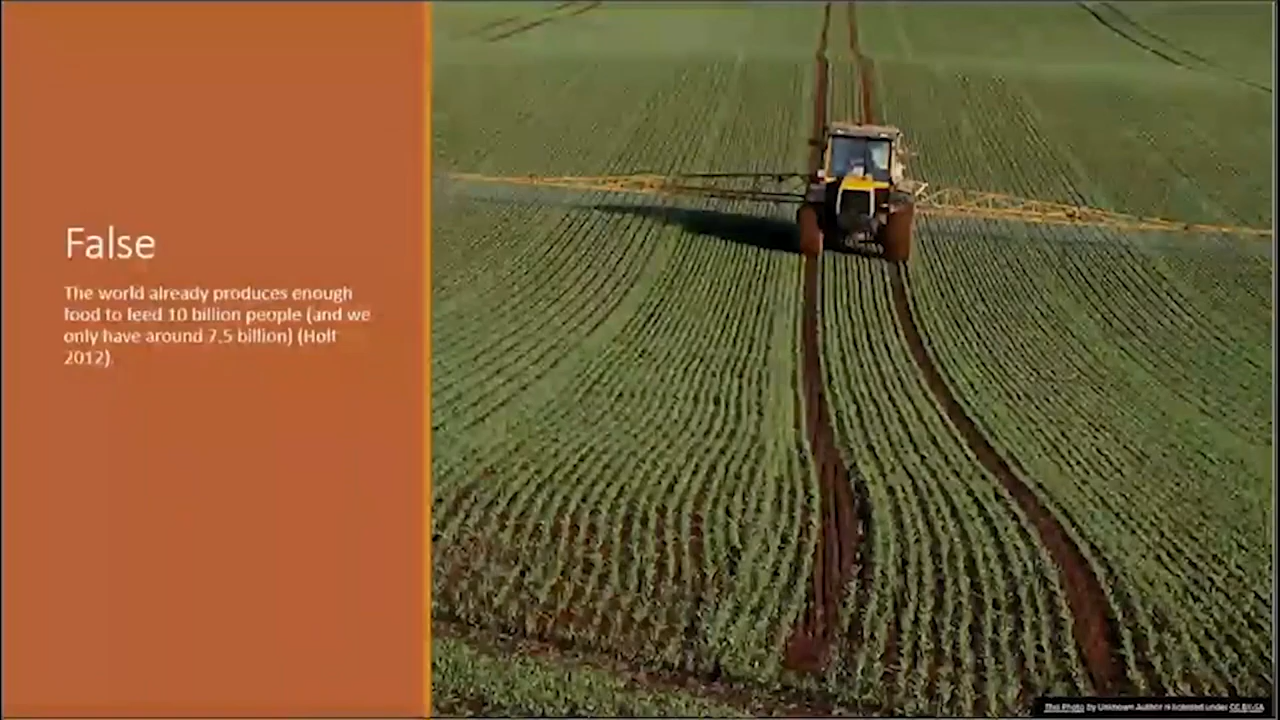 False
The world already produces enough
food to feed 10 billion people (and we
only have around 7.5 billion) (Holt
2012).
This Photo by Unknown Author is licensed under CC BY-SA